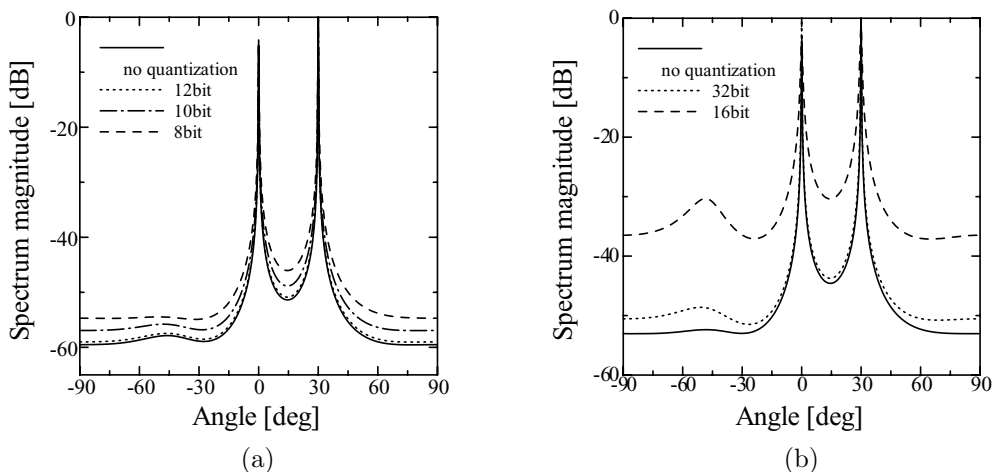 0
-20
-40
-60
Spectrum magnitude [dB]
no quantization
12bit
10bit
8bit
-90
-60
-30
0
30
60
90
Angle [deg]
(a)
0
-20
-40
-60
Spectrum magnitude [dB]
no quantization
32bit
16bit
-90
-60
-30
0
30
60
90
Angle [deg]
(b)